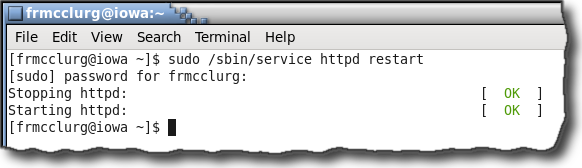 frmcclurg@iowa:~
File Edit View Search Terminal Help
[frmcclurg@iowa ~]$ sudo /sbin/service httpd restart
[sudo] password for frmcclurg:
Stopping httpd: [ OK ]
Starting httpd: [ OK ]
[frmcclurg@iowa ~]$